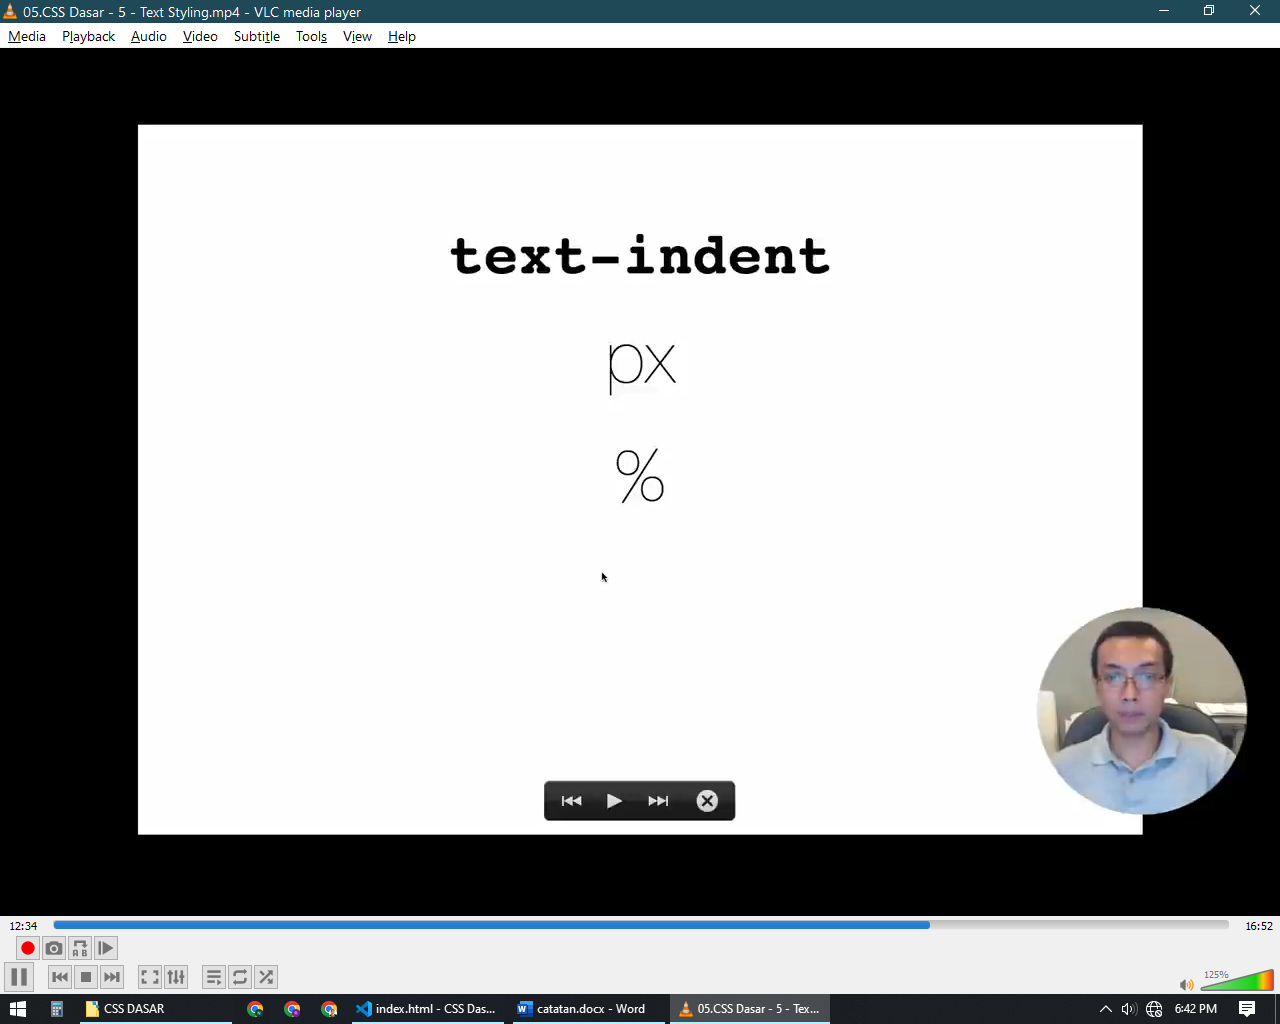 05.CSS Dasar - 5 - Text Styling.mp4 - VLC media player
Media Playback Audio Video Subtitle Tools View Help
text-indent
px
%
12:34
16:52
A B
125%
CSS DASAR
index.html - CSS Das...
catatan.docx - Word
05.CSS Dasar - 5 - Tex...
6:42 PM